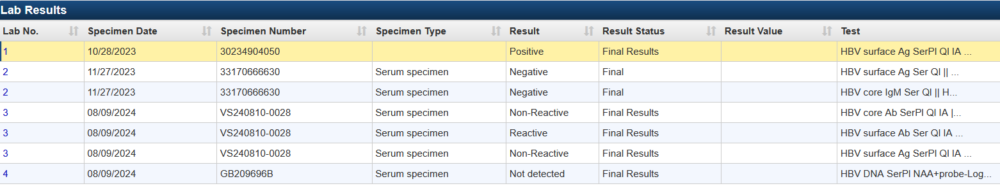 Lab Results
Lab No. Specimen Date Specimen Number Specimen Type Result Result Status Result Value Test
1 10/28/2023 30234904050 Positive Final Results HBV surface Ag SerPl Ql IA ...
2 11/27/2023 33170666630 Serum specimen Negative Final HBV surface Ag Ser Ql || ...
2 11/27/2023 33170666630 Serum specimen Negative Final HBV core IgM Ser Ql || H...
3 08/09/2024 VS240810-0028 Serum specimen Non-Reactive Final Results HBV core Ab SerPl Ql IA |...
3 08/09/2024 VS240810-0028 Serum specimen Reactive Final Results HBV surface Ab Ser Ql IA ...
3 08/09/2024 VS240810-0028 Serum specimen Non-Reactive Final Results HBV surface Ag SerPl Ql IA ...
4 08/09/2024 GB209696B Serum specimen Not detected Final Results HBV DNA SerPl NAA+probe-Log...